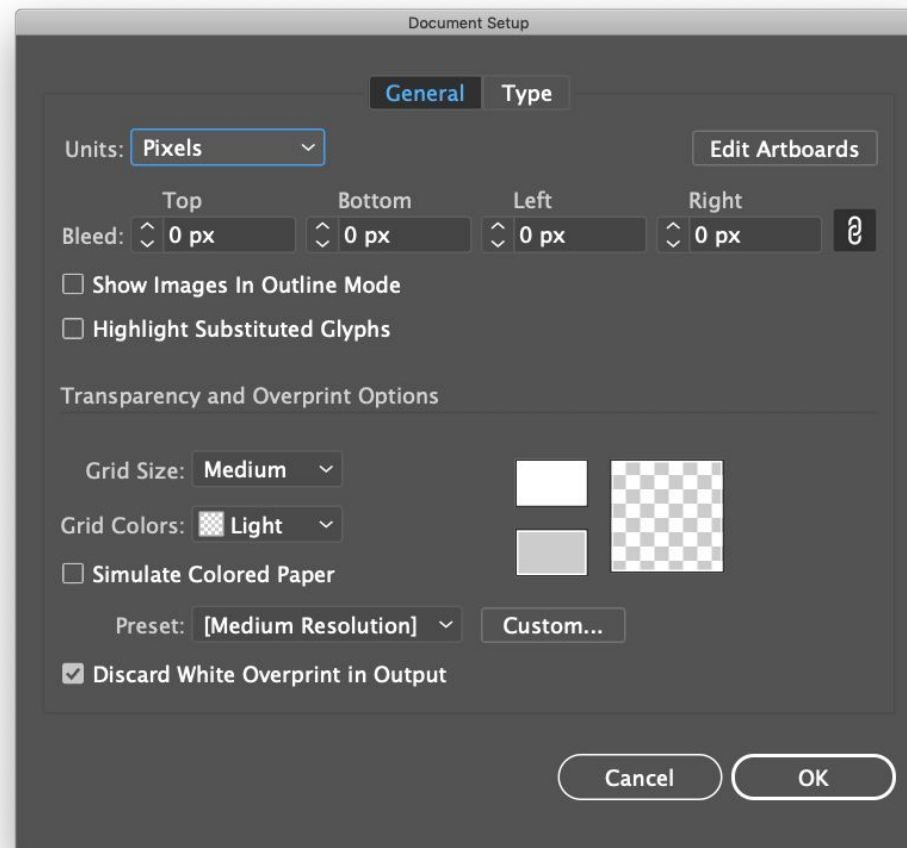 Document Setup
General Type
Units: Pixels Edit Artboards
Top Bottom Left Right
Bleed: 0 px 0 px 0 px 0 px
Show Images In Outline Mode
Highlight Substituted Glyphs
Transparency and Overprint Options
Grid Size: Medium
Grid Colors: Light
Simulate Colored Paper
Preset: [Medium Resolution] Custom...
Discard White Overprint in Output
Cancel OK